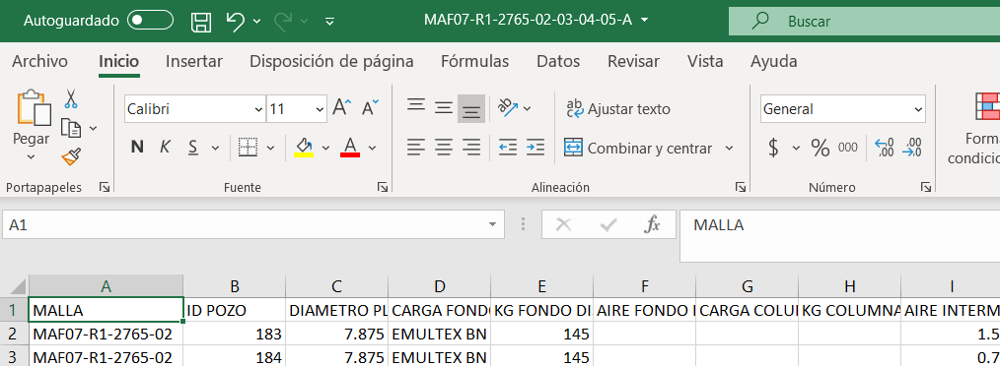 Autoguardado MAF07-R1-2765-02-03-04-05-A Buscar
Archivo Inicio Insertar Disposición de página Fórmulas Datos Revisar Vista Ayuda
Pegar
Calibri 11
N K S A A A
ab Ajustar texto
Combinar y centrar
General
$ % 000 ,00 ,0
Portapapeles Fuente Alineación Número
A1 fx MALLA
A B C D E F G H I
1 MALLA ID POZO DIAMETRO PL CARGA FONDO KG FONDO DI AIRE FONDO CARGA COLU KG COLUMNA AIRE INTERM
2 MAF07-R1-2765-02 183 7.875 EMULTEX BN 145 1.5
3 MAF07-R1-2765-02 184 7.875 EMULTEX BN 145 0.7